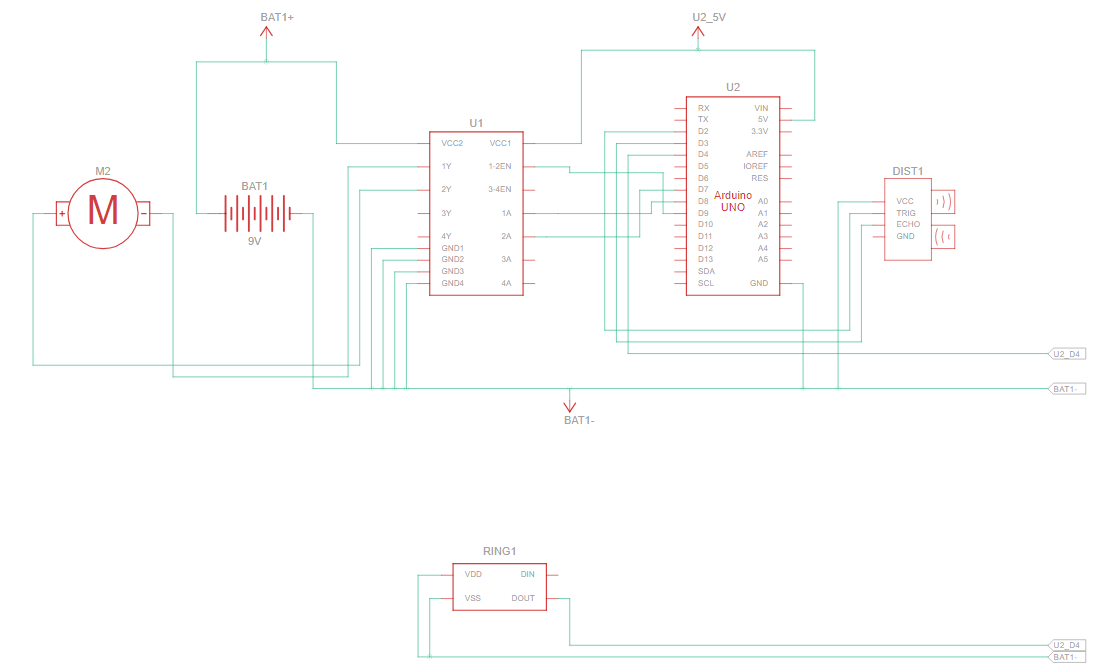 BAT1+
U2_5V
U2
RX VIN
TX 5V
D2 3.3V
D3
D4 AREF
D5 IOREF
D6 RES
D7
D8 A0
D9 A1
D10 A2
D11 A3
D12 A4
D13 A5
SDA
SCL GND
Arduino
UNO
U1
VCC2 VCC1
1Y 1-2EN
2Y 3-4EN
3Y 1A
4Y 2A
GND1
GND2 3A
GND3
GND4 4A
M2
M
+ -
BAT1
9V
DIST1
VCC
TRIG
ECHO
GND
U2_D4
BAT1-
BAT1-
RING1
VDD DIN
VSS DOUT
U2_D4
BAT1-